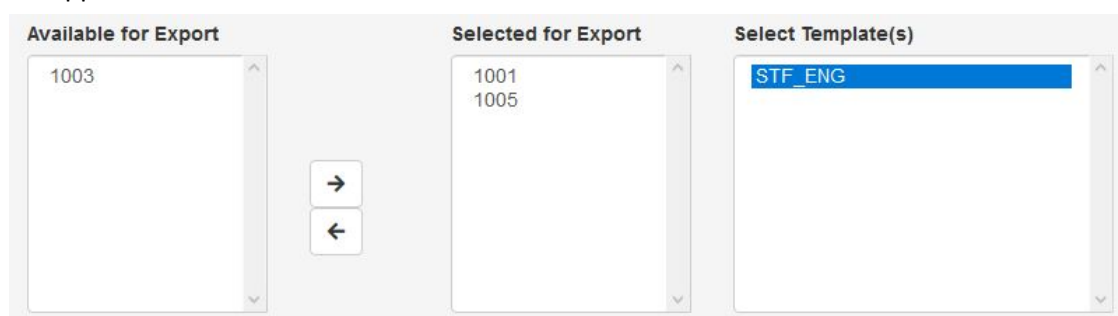 Available for Export
Selected for Export
Select Template(s)
1003
1001
1005
STF_ENG